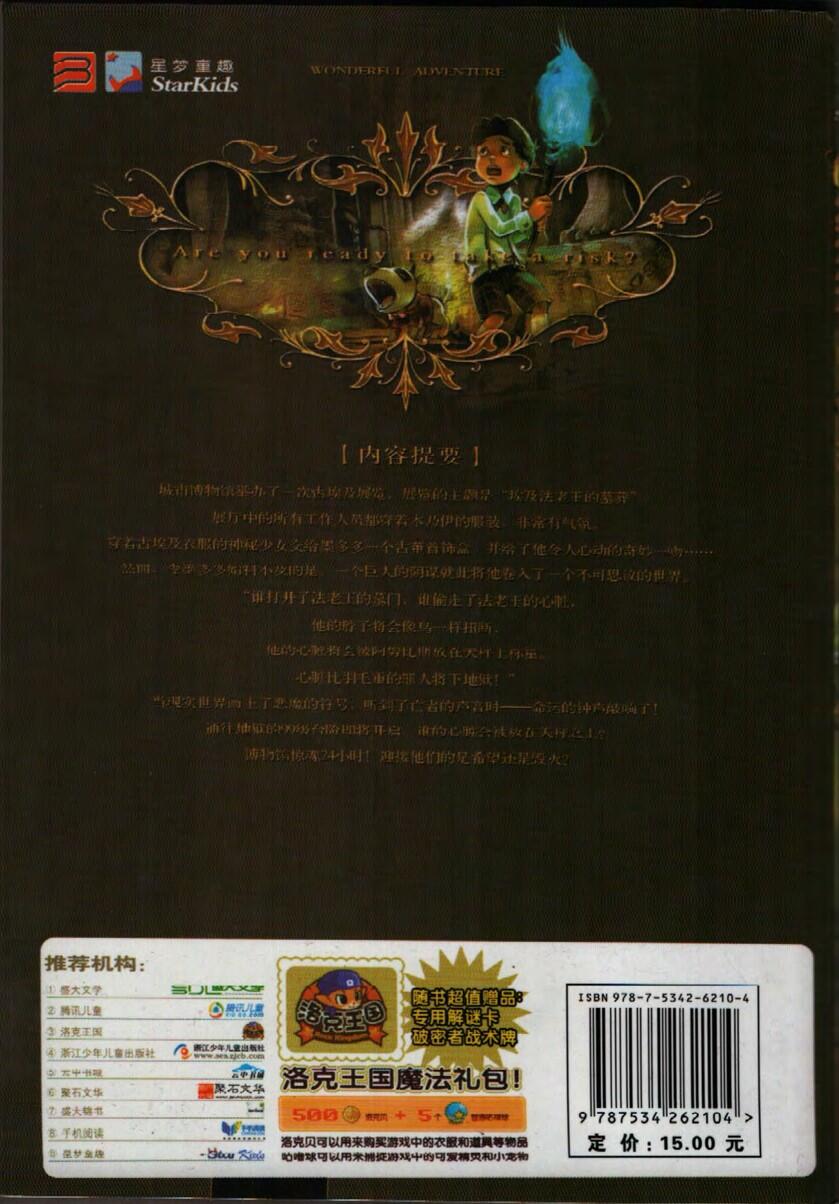 星梦童趣
StarKids
WONDERFUL ADVENTURE
Are you ready to take a risk?
【内容提要】
城市博物馆举办了一次古埃及展览，展览的主题是“埃及法老王的墓葬”
展厅中的所有工作人员都穿着木乃伊的服装，非常有气氛。
穿着古埃及衣服的神秘少女交给墨多多一个古董首饰盒，并给了他令人心动的奇妙一吻……
然而，令墨多多始料不及的是，一个巨大的阴谋就此将他卷入了一个不可思议的世界。
“谁打开了法老王的墓门，谁偷走了法老王的心脏，
他的脖子将会像鸟一样扭断，
他的心脏将会被阿努比斯放在天秤上称量。
心脏比羽毛重的那人将下地狱！”
当现实世界画上了恶魔的符号，听到了亡者的声音时——命运的钟声敲响了！
通往地狱的999级台阶即将开启，谁的心脏会被放在天秤之上？
博物馆惊魂24小时！迎接他们的是希望还是毁灭？
推荐机构：
① 盛大文学
② 腾讯儿童
腾讯儿童
③ 洛克王国
④ 浙江少年儿童出版社
浙江少年儿童出版社
www.ses.zjcb.com
⑤ 云中书城
云中书城
⑥ 聚石文华
聚石文华
⑦ 盛大锦书
⑧ 手机阅读
⑨ 星梦童趣
Star Kids
洛克王国
随书超值赠品：
专用解谜卡
破密者战术牌
洛克王国魔法礼包！
500 洛克贝 + 5个
洛克贝可以用来购买游戏中的衣服和道具等物品
咕噜球可以用来捕捉游戏中的可爱精灵和小宠物
ISBN 978-7-5342-6210-4
9 787534 262104 >
定 价：15.00 元